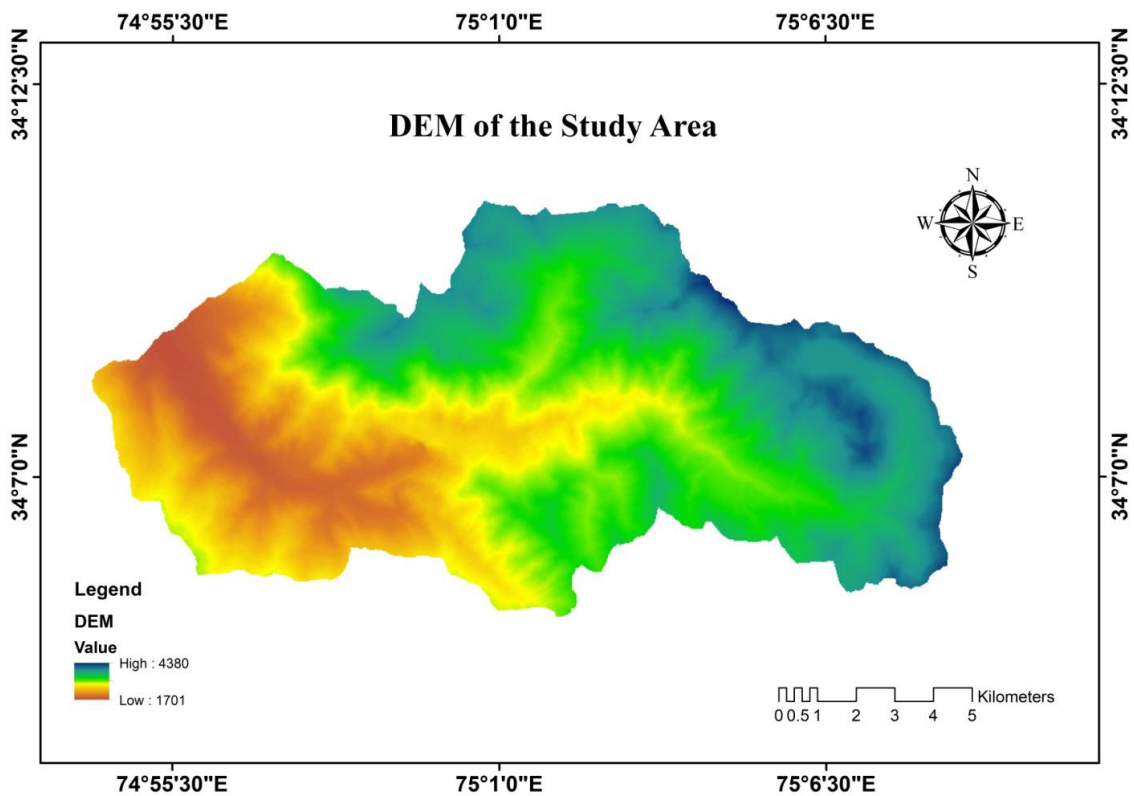 74°55'30"E 75°1'0"E 75°6'30"E
34°12'30"N 34°12'30"N
DEM of the Study Area
N
W E
S
34°7'0"N 34°7'0"N
Legend
DEM
Value
High : 4380
Low : 1701
Kilometers
0 0.5 1 2 3 4 5
74°55'30"E 75°1'0"E 75°6'30"E